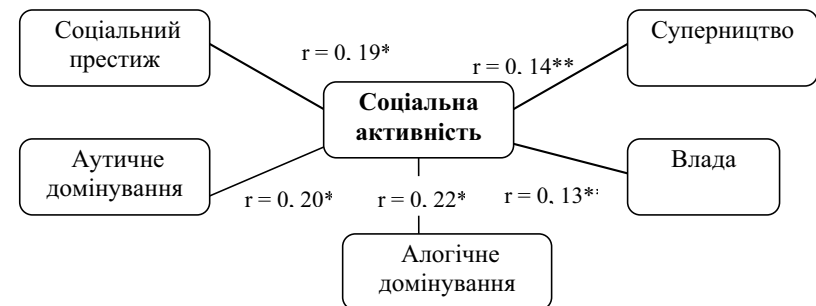 Соціальний
престиж
r = 0, 19*
r = 0, 14**
Суперництво
Соціальна
активність
Аутичне
домінування
Влада
r = 0, 20*
r = 0, 22*
r = 0, 13*
Алогічне
домінування